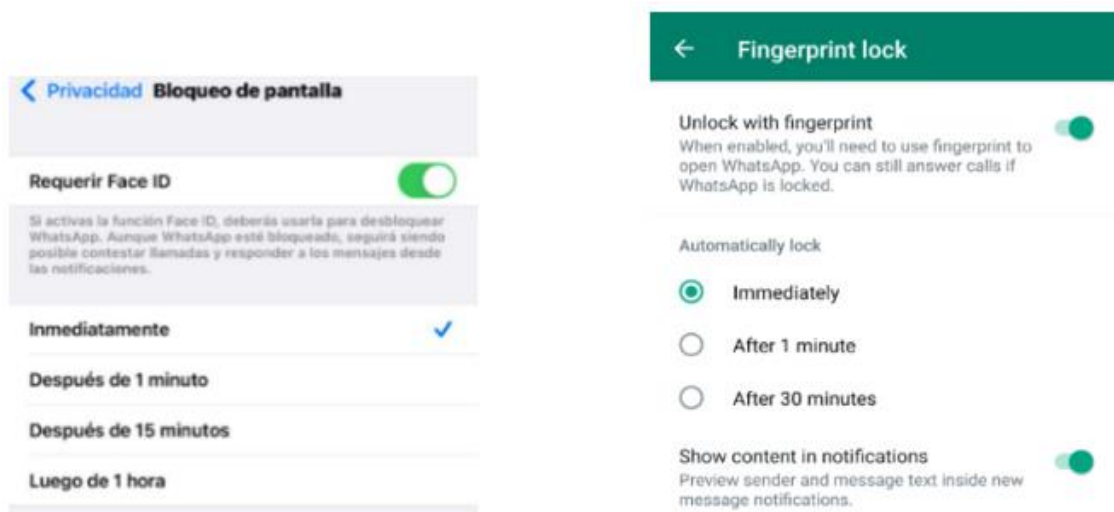 Privacidad Bloqueo de pantalla
Requerir Face ID
Si activas la función Face ID, deberás usarla para desbloquear
WhatsApp. Aunque WhatsApp esté bloqueado, seguirá siendo
posible contestar llamadas y responder a los mensajes desde
las notificaciones.
Inmediatamente
Después de 1 minuto
Después de 15 minutos
Luego de 1 hora
Fingerprint lock
Unlock with fingerprint
When enabled, you'll need to use fingerprint to
open WhatsApp. You can still answer calls if
WhatsApp is locked.
Automatically lock
Immediately
After 1 minute
After 30 minutes
Show content in notifications
Preview sender and message text inside new
message notifications.